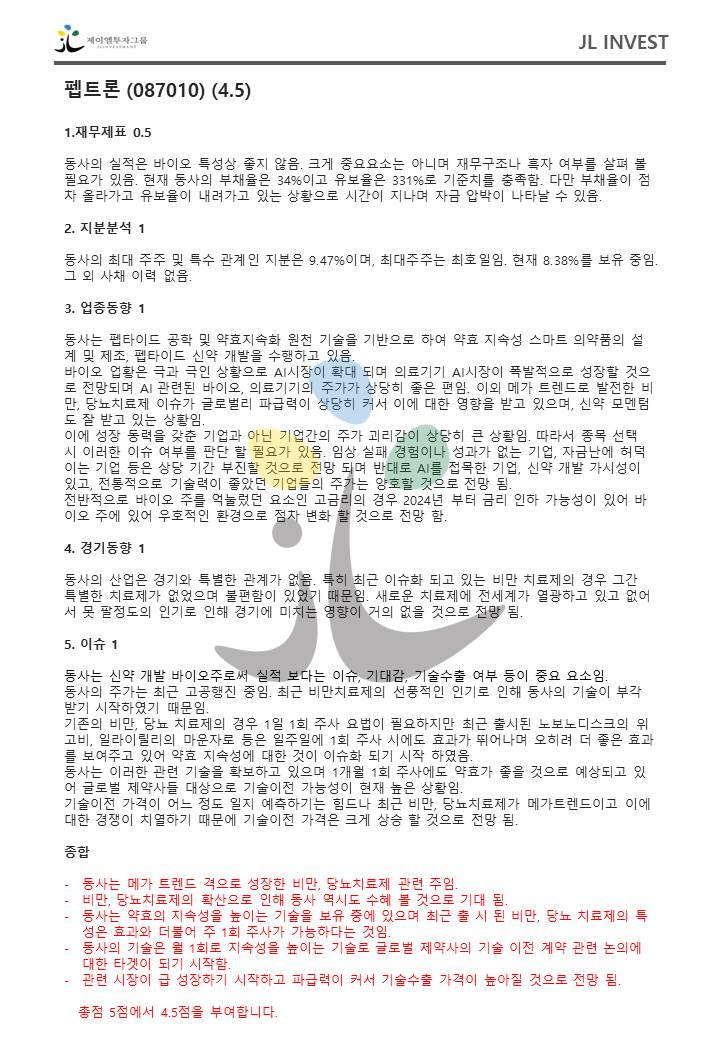 제이엘투자그룹
JL INVESTMENT
JL INVEST
펩트론 (087010) (4.5)
1.재무제표 0.5
동사의 실적은 바이오 특성상 좋지 않음. 크게 중요요소는 아니며 재무구조나 흑자 여부를 살펴 볼
필요가 있음. 현재 동사의 부채율은 34%이고 유보율은 331%로 기준치를 충족함. 다만 부채율이 점
차 올라가고 유보율이 내려가고 있는 상황으로 시간이 지나며 자금 압박이 나타날 수 있음.
2. 지분분석 1
동사의 최대 주주 및 특수 관계인 지분은 9.47%이며, 최대주주는 최호일임. 현재 8.38%를 보유 중임.
그 외 사채 이력 없음.
3. 업종동향 1
동사는 펩타이드 공학 및 약효지속화 원천 기술을 기반으로 하여 약효 지속성 스마트 의약품의 설
계 및 제조, 펩타이드 신약 개발을 수행하고 있음.
바이오 업황은 극과 극인 상황으로 AI시장이 확대 되며 의료기기 AI시장이 폭발적으로 성장할 것으
로 전망되며 AI 관련된 바이오, 의료기기의 주가가 상당히 좋은 편임. 이외 메가 트렌드로 발전한 비
만, 당뇨치료제 이슈가 글로벌리 파급력이 상당히 커서 이에 대한 영향을 받고 있으며, 신약 모멘텀
도 잘 받고 있는 상황임.
이에 성장 동력을 갖춘 기업과 아닌 기업간의 주가 괴리감이 상당히 큰 상황임. 따라서 종목 선택
시 이러한 이슈 여부를 판단 할 필요가 있음. 임상 실패 경험이나 성과가 없는 기업, 자금난에 허덕
이는 기업 등은 상당 기간 부진할 것으로 전망 되며 반대로 AI를 접목한 기업, 신약 개발 가시성이
있고, 전통적으로 기술력이 좋았던 기업들의 주가는 양호할 것으로 전망 됨.
전반적으로 바이오 주를 억눌렀던 요소인 고금리의 경우 2024년 부터 금리 인하 가능성이 있어 바
이오 주에 있어 우호적인 환경으로 점차 변화 할 것으로 전망 함.
4. 경기동향 1
동사의 산업은 경기와 특별한 관계가 없음. 특히 최근 이슈화 되고 있는 비만 치료제의 경우 그간
특별한 치료제가 없었으며 불편함이 있었기 때문임. 새로운 치료제에 전세계가 열광하고 있고 없어
서 못 팔정도의 인기로 인해 경기에 미치는 영향이 거의 없을 것으로 전망 됨.
5. 이슈 1
동사는 신약 개발 바이오주로써 실적 보다는 이슈, 기대감, 기술수출 여부 등이 중요 요소임.
동사의 주가는 최근 고공행진 중임. 최근 비만치료제의 선풍적인 인기로 인해 동사의 기술이 부각
받기 시작하였기 때문임.
기존의 비만, 당뇨 치료제의 경우 1일 1회 주사 요법이 필요하지만 최근 출시된 노보노디스크의 위
고비, 일라이릴리의 마운자로 등은 일주일에 1회 주사 시에도 효과가 뛰어나며 오히려 더 좋은 효과
를 보여주고 있어 약효 지속성에 대한 것이 이슈화 되기 시작 하였음.
동사는 이러한 관련 기술을 확보하고 있으며 1개월 1회 주사에도 약효가 좋을 것으로 예상되고 있
어 글로벌 제약사들 대상으로 기술이전 가능성이 현재 높은 상황임.
기술이전 가격이 어느 정도 일지 예측하기는 힘드나 최근 비만, 당뇨치료제가 메가트렌드이고 이에
대한 경쟁이 치열하기 때문에 기술이전 가격은 크게 상승 할 것으로 전망 됨.
종합
- 동사는 메가 트렌드 격으로 성장한 비만, 당뇨치료제 관련 주임.
- 비만, 당뇨치료제의 확산으로 인해 동사 역시도 수혜 볼 것으로 기대 됨.
- 동사는 약효의 지속성을 높이는 기술을 보유 중에 있으며 최근 출 시 된 비만, 당뇨 치료제의 특
성은 효과와 더불어 주 1회 주사가 가능하다는 것임.
- 동사의 기술은 월 1회로 지속성을 높이는 기술로 글로벌 제약사의 기술 이전 계약 관련 논의에
대한 타겟이 되기 시작함.
- 관련 시장이 급 성장하기 시작하고 파급력이 커서 기술수출 가격이 높아질 것으로 전망 됨.
총점 5점에서 4.5점을 부여합니다.